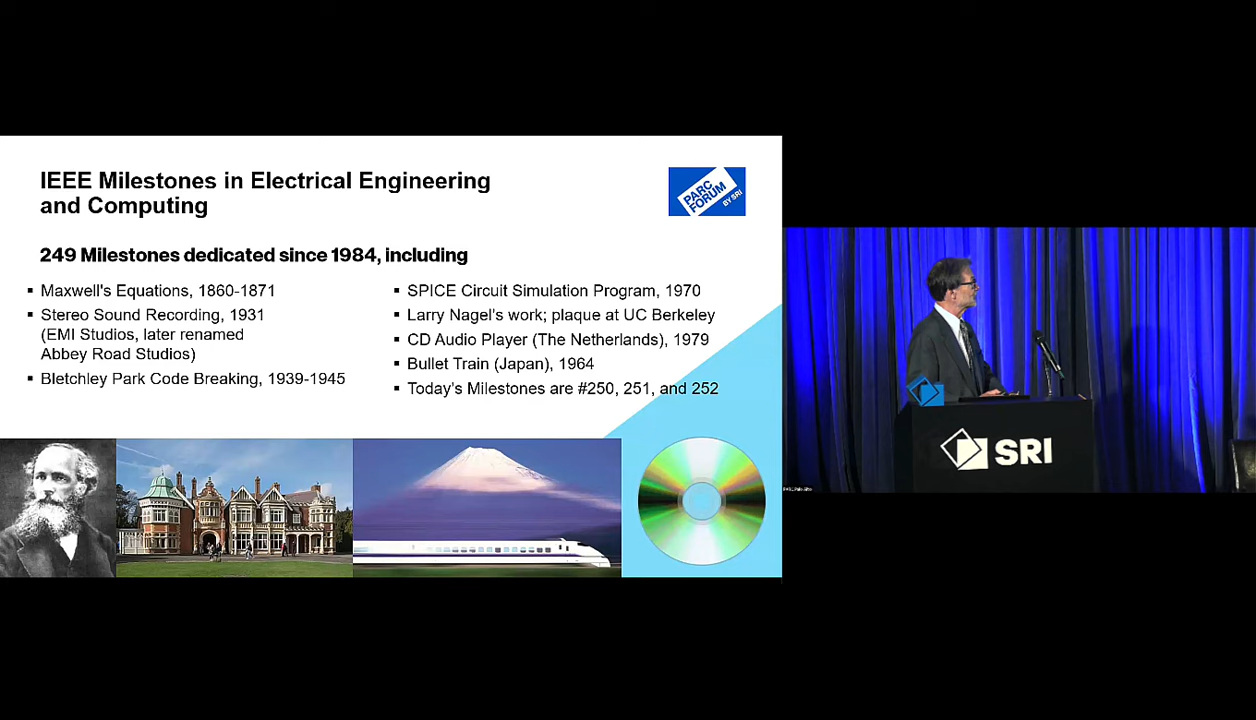 IEEE Milestones in Electrical Engineering
and Computing
PARC
FORUM
BY SRI
249 Milestones dedicated since 1984, including
▪ Maxwell's Equations, 1860-1871
▪ Stereo Sound Recording, 1931
(EMI Studios, later renamed
Abbey Road Studios)
▪ Bletchley Park Code Breaking, 1939-1945
▪ SPICE Circuit Simulation Program, 1970
▪ Larry Nagel's work; plaque at UC Berkeley
▪ CD Audio Player (The Netherlands), 1979
▪ Bullet Train (Japan), 1964
▪ Today's Milestones are #250, 251, and 252
SRI